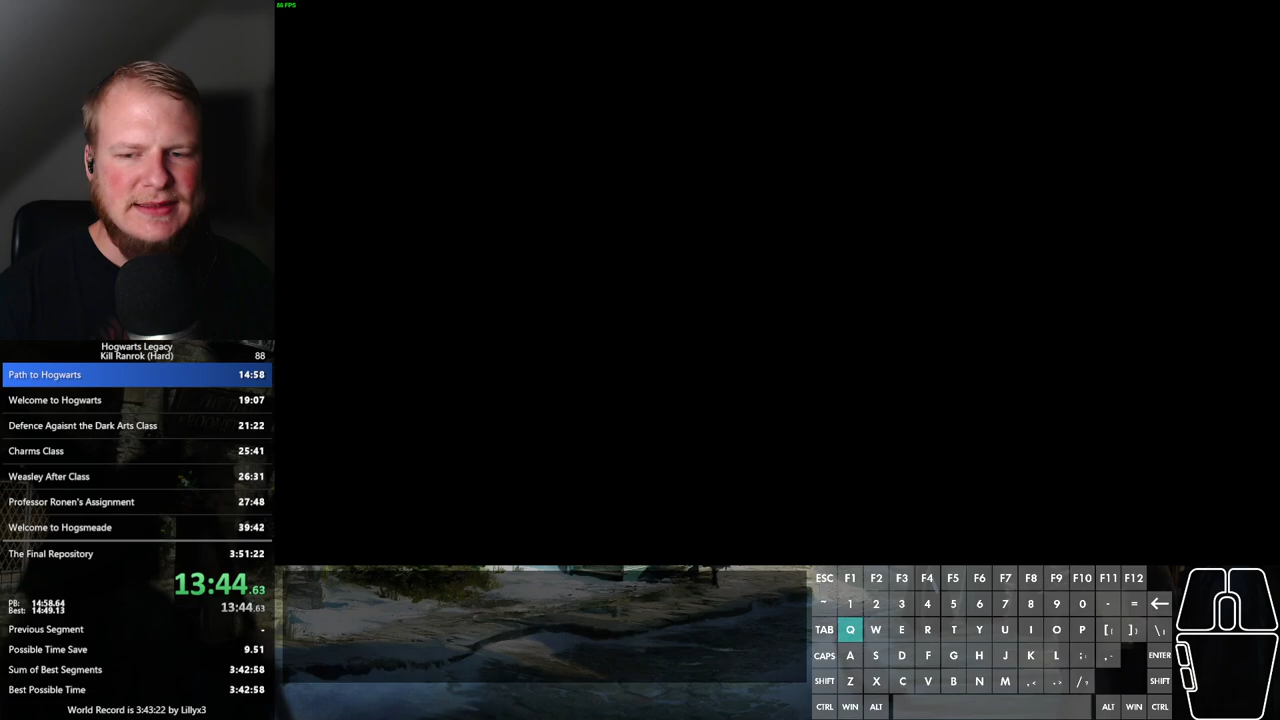 88 FPS
Hogwarts Legacy
Kill Ranrok (Hard) 88
Path to Hogwarts 14:58
Welcome to Hogwarts 19:07
Defence Agaisnt the Dark Arts Class 21:22
Charms Class 25:41
Weasley After Class 26:31
Professor Ronen's Assignment 27:48
Welcome to Hogsmeade 39:42
The Final Repository 3:51:22
13:44.63
PB: 14:58.64 13:44.63
Best: 14:49.13
Previous Segment -
Possible Time Save 9.51
Sum of Best Segments 3:42:58
Best Possible Time 3:42:58
World Record is 3:43:22 by Lillyx3
ESC F1 F2 F3 F4 F5 F6 F7 F8 F9 F10 F11 F12
~ 1 2 3 4 5 6 7 8 9 0 - = ←
TAB Q W E R T Y U I O P [ { ] } \ |
CAPS A S D F G H J K L ; : , - ENTER
SHIFT Z X C V B N M , < . > / ? SHIFT
CTRL WIN ALT ALT WIN CTRL